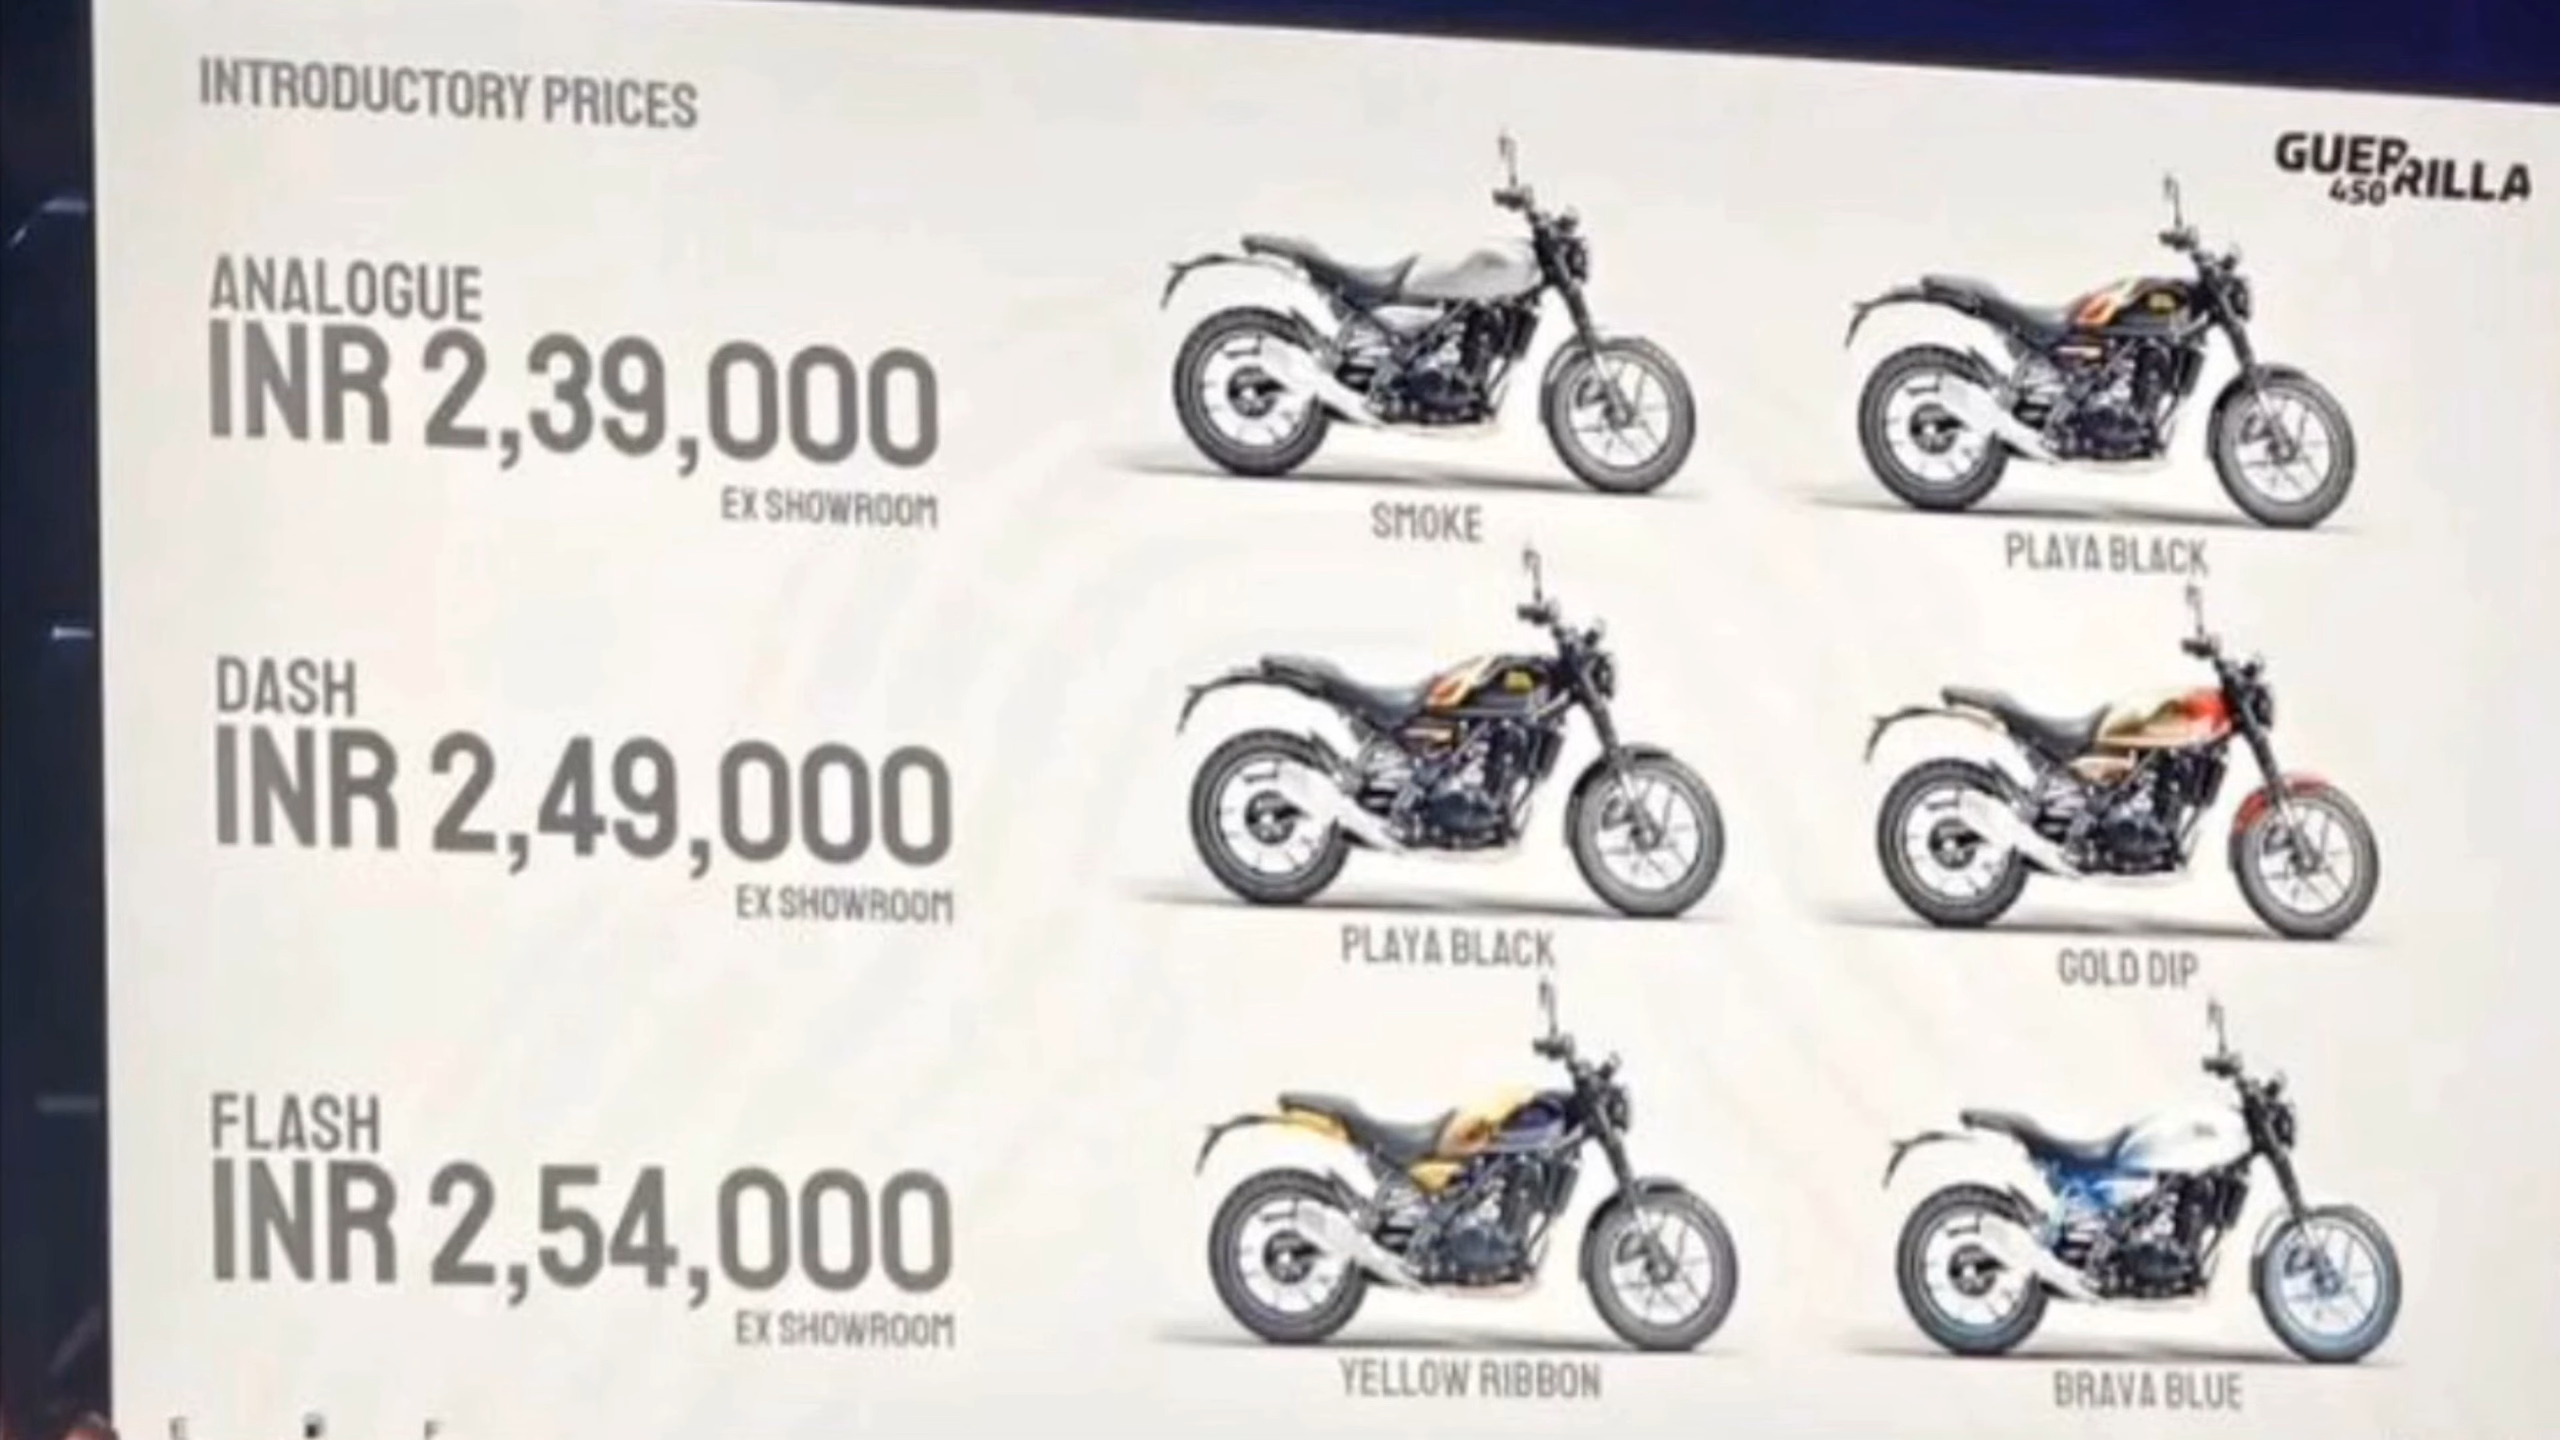 INTRODUCTORY PRICES
GUERRILLA
450
ANALOGUE
INR 2,39,000
EX SHOWROOM
SMOKE
PLAYA BLACK
DASH
INR 2,49,000
EX SHOWROOM
PLAYA BLACK
GOLD DIP
FLASH
INR 2,54,000
EX SHOWROOM
YELLOW RIBBON
BRAVA BLUE
E F